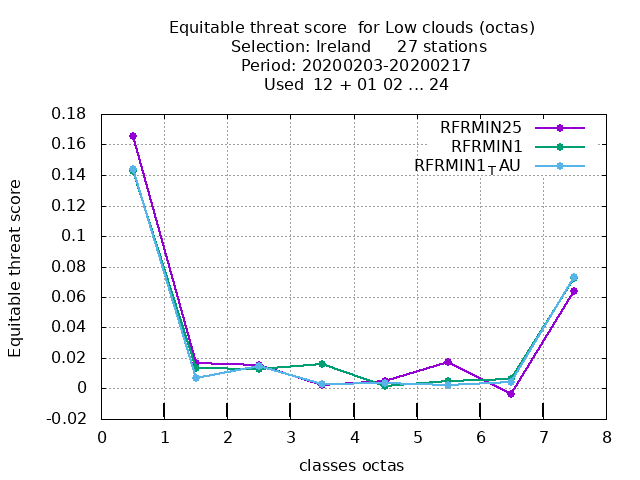 Equitable threat score  for Low clouds (octas)
Selection: Ireland     27 stations
Period: 20200203-20200217
Used  12 + 01 02 ... 24
RFRMIN25
RFRMIN1
RFRMIN1TAU
Equitable threat score
0.18
0.16
0.14
0.12
0.1
0.08
0.06
0.04
0.02
0
-0.02
0 1 2 3 4 5 6 7 8
classes octas